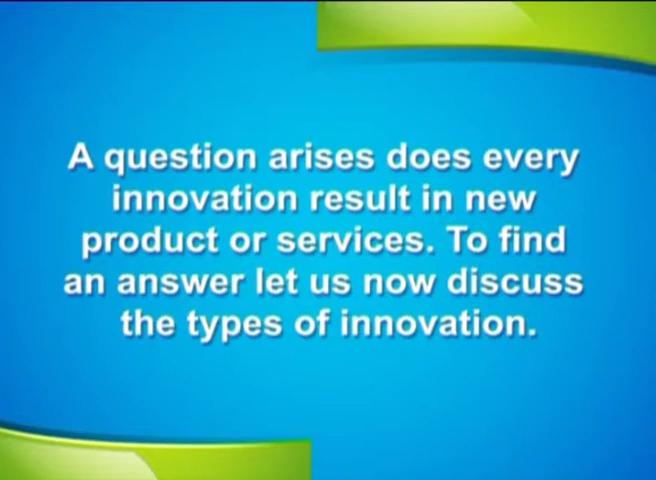 A question arises does every
innovation result in new
product or services. To find
an answer let us now discuss
the types of innovation.